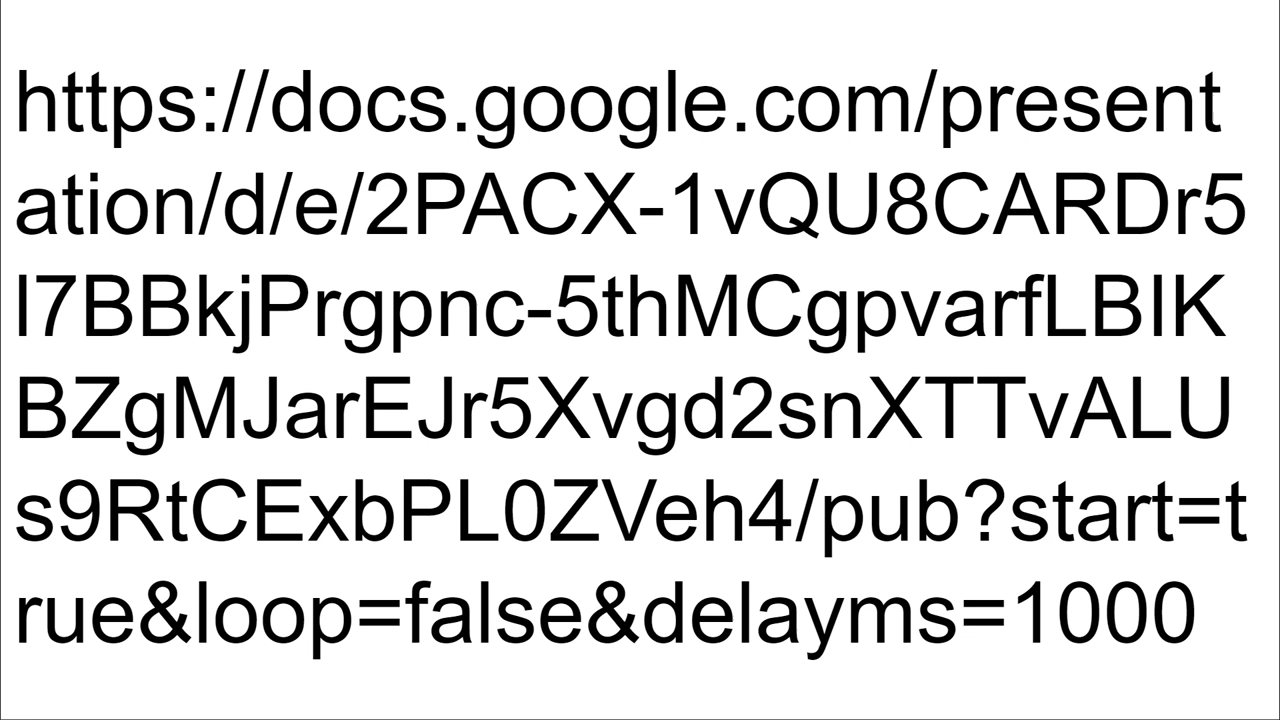 https://docs.google.com/present
ation/d/e/2PACX-1vQU8CARDr5
l7BBkjPrgpnc-5thMCgpvarfLBIK
BZgMJarEJr5Xvgd2snXTTvALU
s9RtCExbPL0ZVeh4/pub?start=t
rue&loop=false&delayms=1000